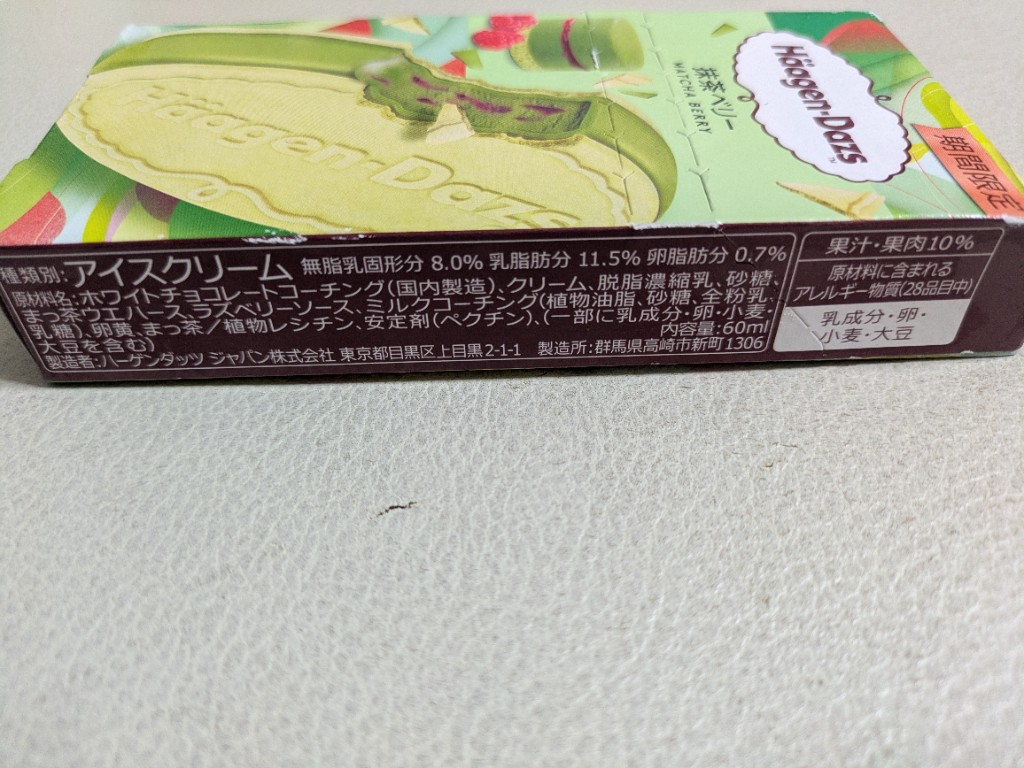 Häagen-Dazs
抹茶ベリー
MATCHA BERRY
Häagen-Dazs™
期間限定
種類別:アイスクリーム 無脂乳固形分 8.0% 乳脂肪分 11.5% 卵脂肪分 0.7%
原材料名:ホワイトチョコレートコーチング(国内製造)、クリーム、脱脂濃縮乳、砂糖、
まっ茶ウエハース、ラズベリーソース、ミルクコーチング(植物油脂、砂糖、全粉乳、
乳糖)、卵黄、まっ茶/植物レシチン、安定剤(ペクチン)、(一部に乳成分・卵・小麦・
大豆を含む)
内容量:60ml
製造者:ハーゲンダッツ ジャパン株式会社 東京都目黒区上目黒2-1-1 製造所:群馬県高崎市新町1306
果汁・果肉10%
原材料に含まれる
アレルギー物質(28品目中)
乳成分・卵・
小麦・大豆